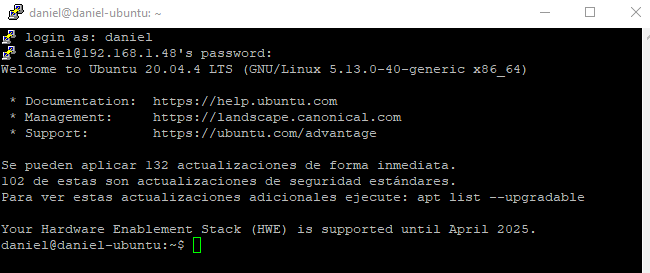 daniel@daniel-ubuntu: ~
login as: daniel
daniel@192.168.1.48's password:
Welcome to Ubuntu 20.04.4 LTS (GNU/Linux 5.13.0-40-generic x86_64)
* Documentation:  https://help.ubuntu.com
* Management:     https://landscape.canonical.com
* Support:        https://ubuntu.com/advantage
Se pueden aplicar 132 actualizaciones de forma inmediata.
102 de estas son actualizaciones de seguridad estándares.
Para ver estas actualizaciones adicionales ejecute: apt list --upgradable
Your Hardware Enablement Stack (HWE) is supported until April 2025.
daniel@daniel-ubuntu:~$